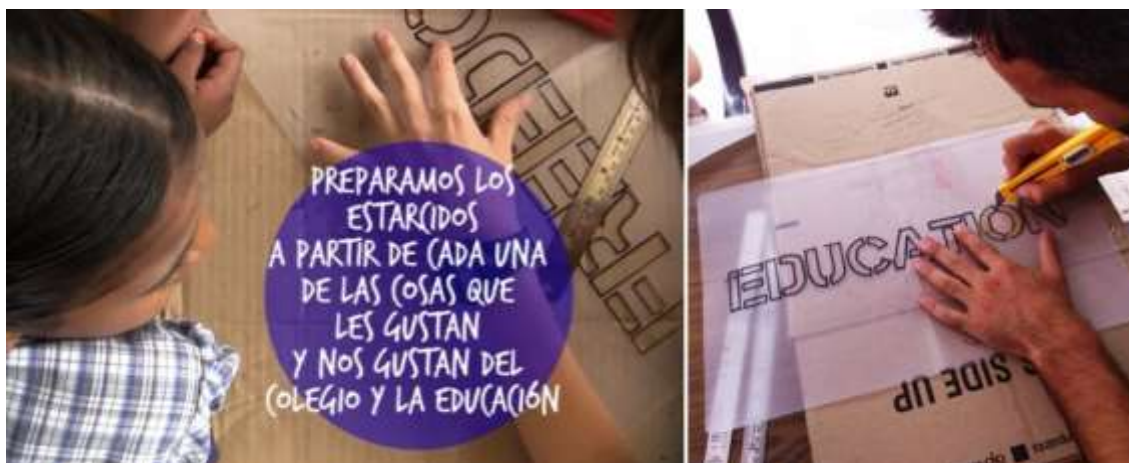 PREPARAMOS LOS
ESTARCIDOS
A PARTIR DE CADA UNA
DE LAS COSAS QUE
LES GUSTAN
Y NOS GUSTAN DEL
COLEGIO Y LA EDUCACIÓN
EDUCATION
SIDE UP